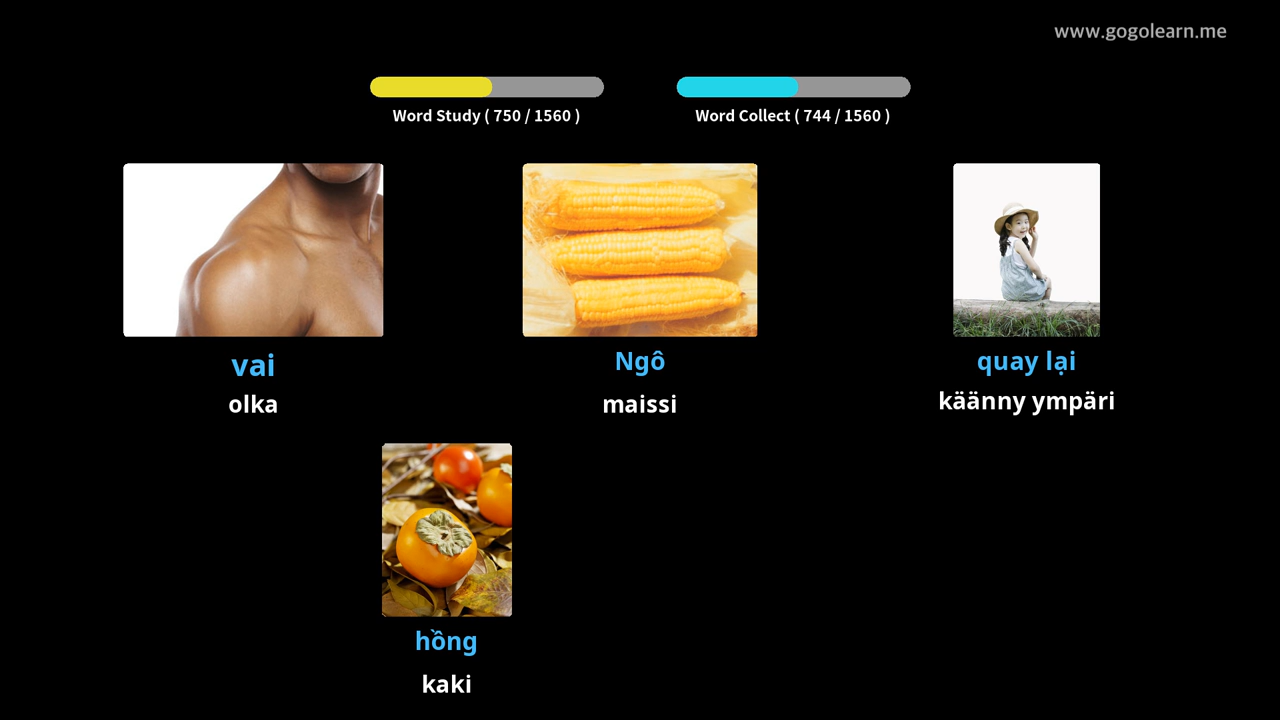 www.gogolearn.me
Word Study ( 750 / 1560 )
Word Collect ( 744 / 1560 )
vai
olka
Ngô
maissi
quay lại
käänny ympäri
hồng
kaki